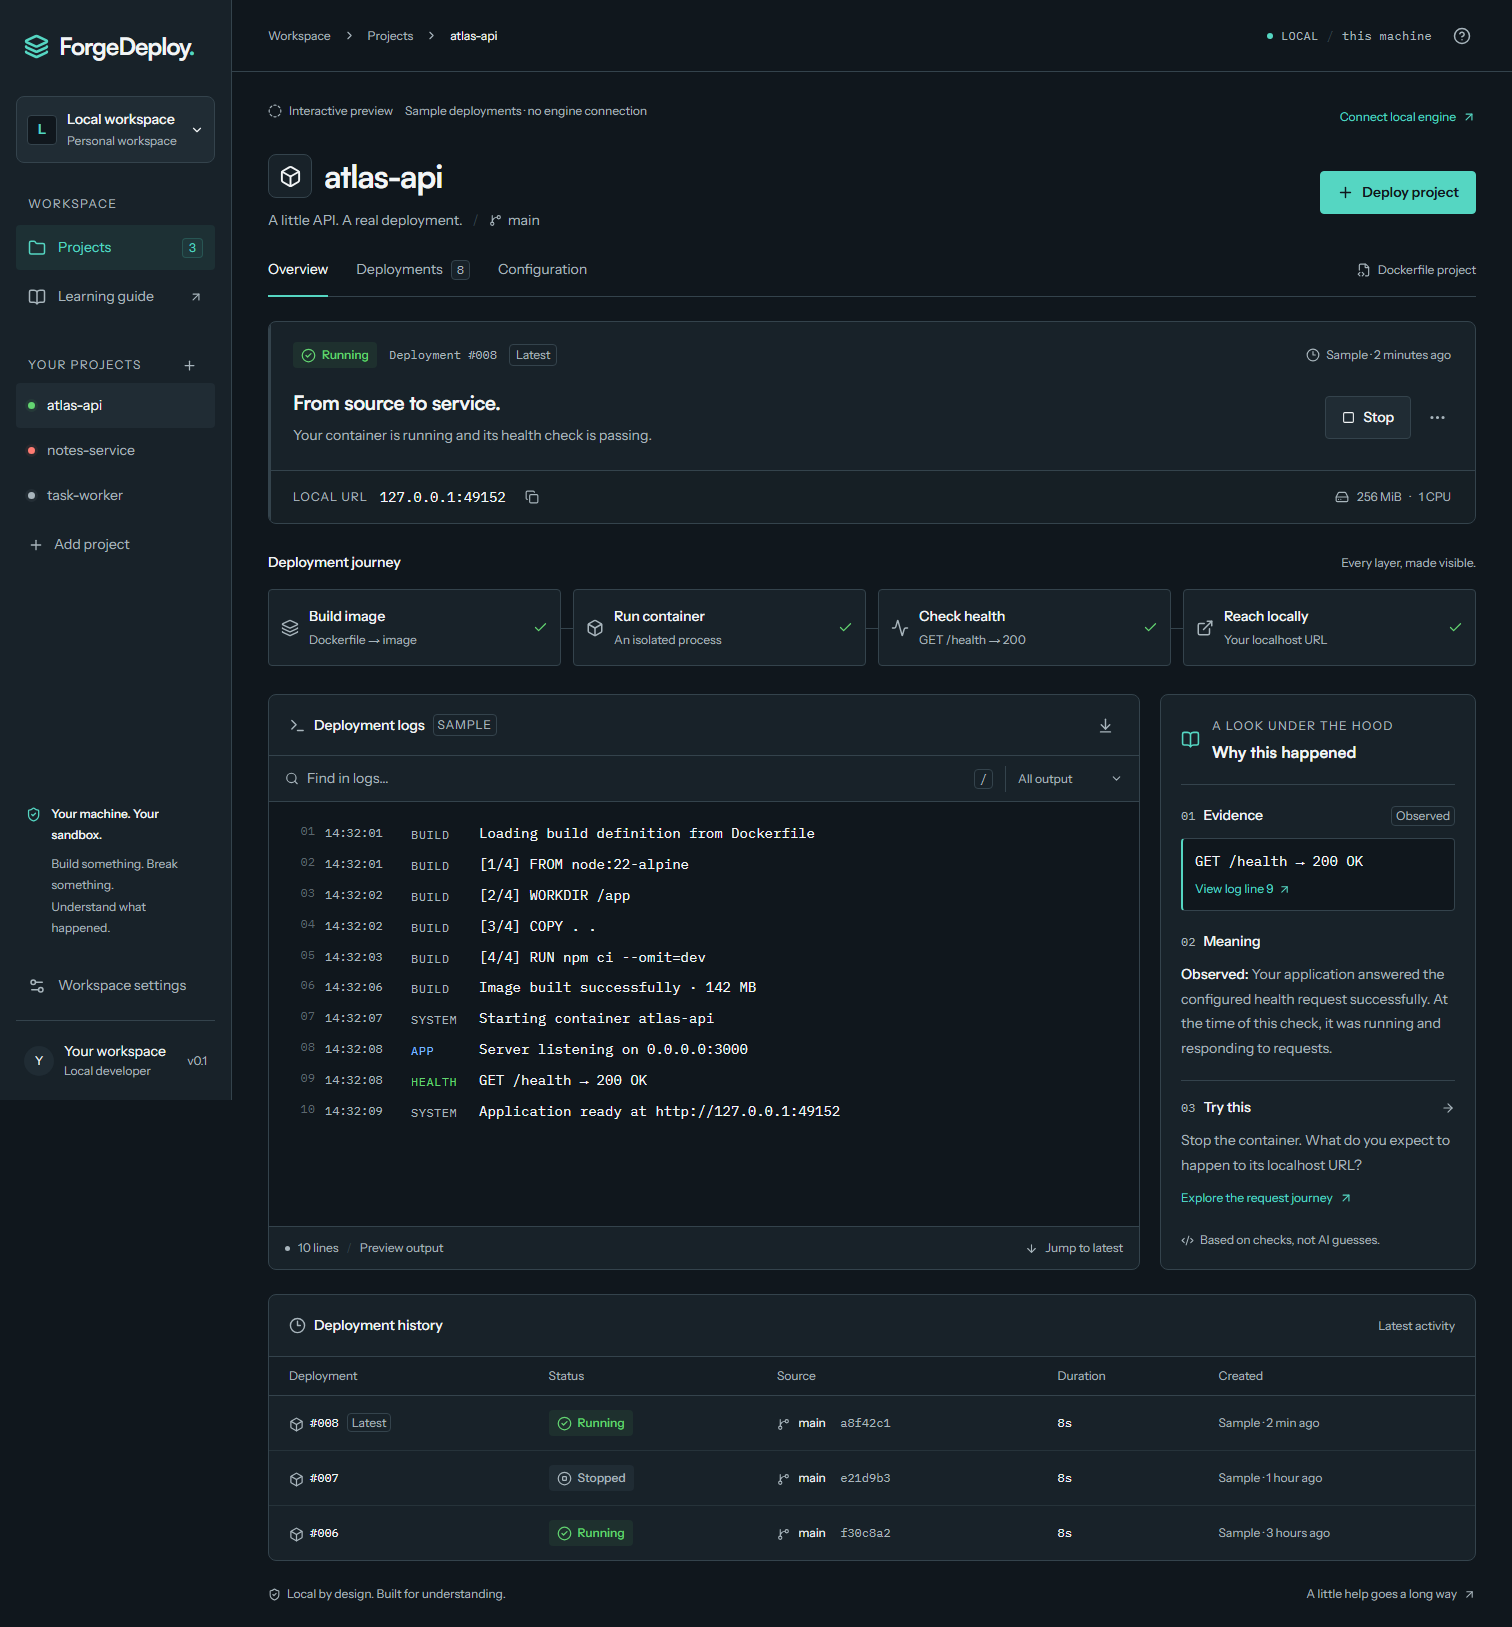 ForgeDeploy.
L
Local workspace
Personal workspace
WORKSPACE
Projects 3
Learning guide
YOUR PROJECTS
atlas-api
notes-service
task-worker
Add project
Your machine. Your
sandbox.
Build something. Break
something.
Understand what
happened.
Workspace settings
Y
Your workspace
Local developer
v0.1
Workspace > Projects > atlas-api
LOCAL / this machine
Interactive preview Sample deployments · no engine connection
Connect local engine
atlas-api
A little API. A real deployment. / main
Deploy project
Overview Deployments 8 Configuration
Dockerfile project
Running Deployment #008 Latest
Sample · 2 minutes ago
From source to service.
Your container is running and its health check is passing.
Stop
LOCAL URL 127.0.0.1:49152
256 MiB · 1 CPU
Deployment journey
Every layer, made visible.
Build image
Dockerfile → image
Run container
An isolated process
Check health
GET /health → 200
Reach locally
Your localhost URL
Deployment logs SAMPLE
Find in logs...
/
All output
01 14:32:01 BUILD Loading build definition from Dockerfile
02 14:32:01 BUILD [1/4] FROM node:22-alpine
03 14:32:02 BUILD [2/4] WORKDIR /app
04 14:32:02 BUILD [3/4] COPY . .
05 14:32:03 BUILD [4/4] RUN npm ci --omit=dev
06 14:32:06 BUILD Image built successfully · 142 MB
07 14:32:07 SYSTEM Starting container atlas-api
08 14:32:08 APP Server listening on 0.0.0.0:3000
09 14:32:08 HEALTH GET /health → 200 OK
10 14:32:09 SYSTEM Application ready at http://127.0.0.1:49152
10 lines / Preview output
Jump to latest
A LOOK UNDER THE HOOD
Why this happened
01 Evidence Observed
GET /health → 200 OK
View log line 9
02 Meaning
Observed: Your application answered the
configured health request successfully. At
the time of this check, it was running and
responding to requests.
03 Try this
Stop the container. What do you expect to
happen to its localhost URL?
Explore the request journey
Based on checks, not AI guesses.
Deployment history
Latest activity
Deployment Status Source Duration Created
#008 Latest Running main a8f42c1 8s Sample · 2 min ago
#007 Stopped main e21d9b3 8s Sample · 1 hour ago
#006 Running main f30c8a2 8s Sample · 3 hours ago
Local by design. Built for understanding.
A little help goes a long way